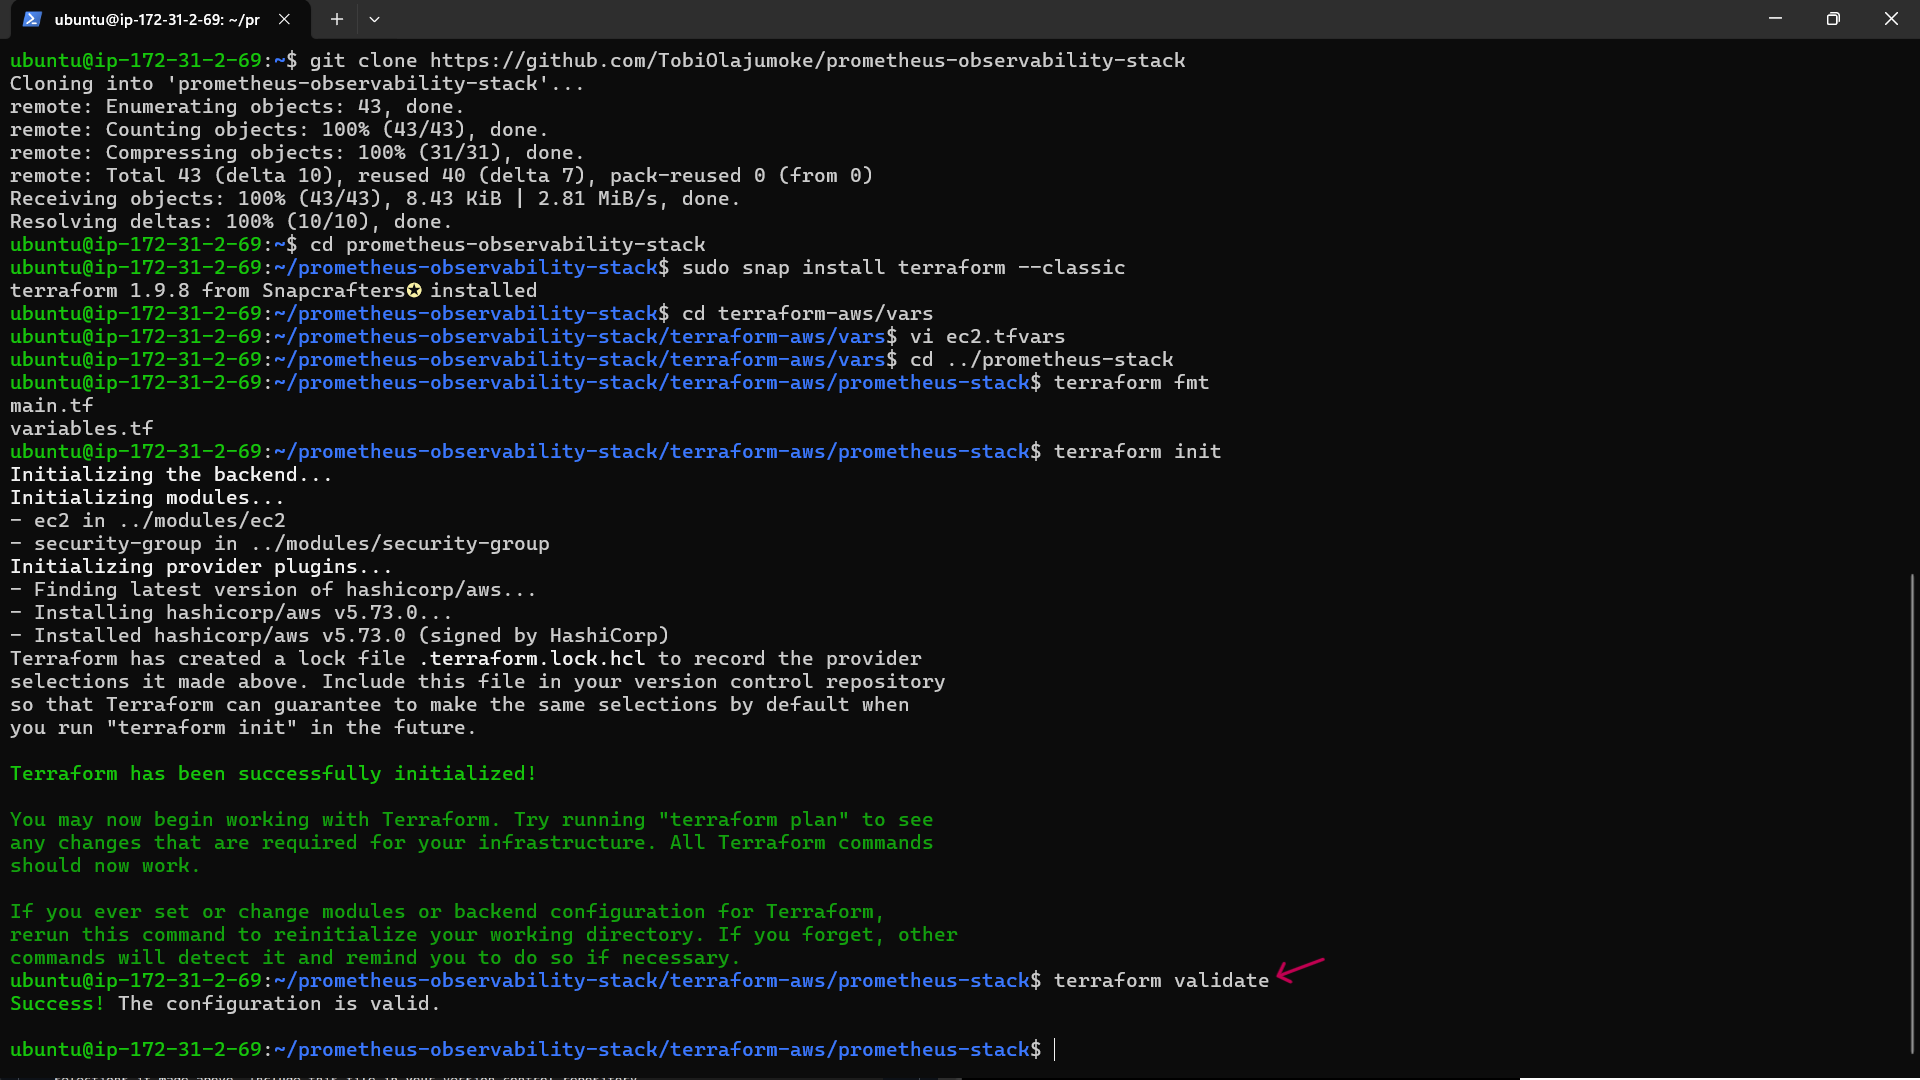 ubuntu@ip-172-31-2-69: ~/pr
ubuntu@ip-172-31-2-69:~$ git clone https://github.com/TobiOlajumoke/prometheus-observability-stack
Cloning into 'prometheus-observability-stack'...
remote: Enumerating objects: 43, done.
remote: Counting objects: 100% (43/43), done.
remote: Compressing objects: 100% (31/31), done.
remote: Total 43 (delta 10), reused 40 (delta 7), pack-reused 0 (from 0)
Receiving objects: 100% (43/43), 8.43 KiB | 2.81 MiB/s, done.
Resolving deltas: 100% (10/10), done.
ubuntu@ip-172-31-2-69:~$ cd prometheus-observability-stack
ubuntu@ip-172-31-2-69:~/prometheus-observability-stack$ sudo snap install terraform --classic
terraform 1.9.8 from Snapcrafters✪ installed
ubuntu@ip-172-31-2-69:~/prometheus-observability-stack$ cd terraform-aws/vars
ubuntu@ip-172-31-2-69:~/prometheus-observability-stack/terraform-aws/vars$ vi ec2.tfvars
ubuntu@ip-172-31-2-69:~/prometheus-observability-stack/terraform-aws/vars$ cd ../prometheus-stack
ubuntu@ip-172-31-2-69:~/prometheus-observability-stack/terraform-aws/prometheus-stack$ terraform fmt
main.tf
variables.tf
ubuntu@ip-172-31-2-69:~/prometheus-observability-stack/terraform-aws/prometheus-stack$ terraform init
Initializing the backend...
Initializing modules...
- ec2 in ../modules/ec2
- security-group in ../modules/security-group
Initializing provider plugins...
- Finding latest version of hashicorp/aws...
- Installing hashicorp/aws v5.73.0...
- Installed hashicorp/aws v5.73.0 (signed by HashiCorp)
Terraform has created a lock file .terraform.lock.hcl to record the provider
selections it made above. Include this file in your version control repository
so that Terraform can guarantee to make the same selections by default when
you run "terraform init" in the future.
Terraform has been successfully initialized!
You may now begin working with Terraform. Try running "terraform plan" to see
any changes that are required for your infrastructure. All Terraform commands
should now work.
If you ever set or change modules or backend configuration for Terraform,
rerun this command to reinitialize your working directory. If you forget, other
commands will detect it and remind you to do so if necessary.
ubuntu@ip-172-31-2-69:~/prometheus-observability-stack/terraform-aws/prometheus-stack$ terraform validate
Success! The configuration is valid.
ubuntu@ip-172-31-2-69:~/prometheus-observability-stack/terraform-aws/prometheus-stack$